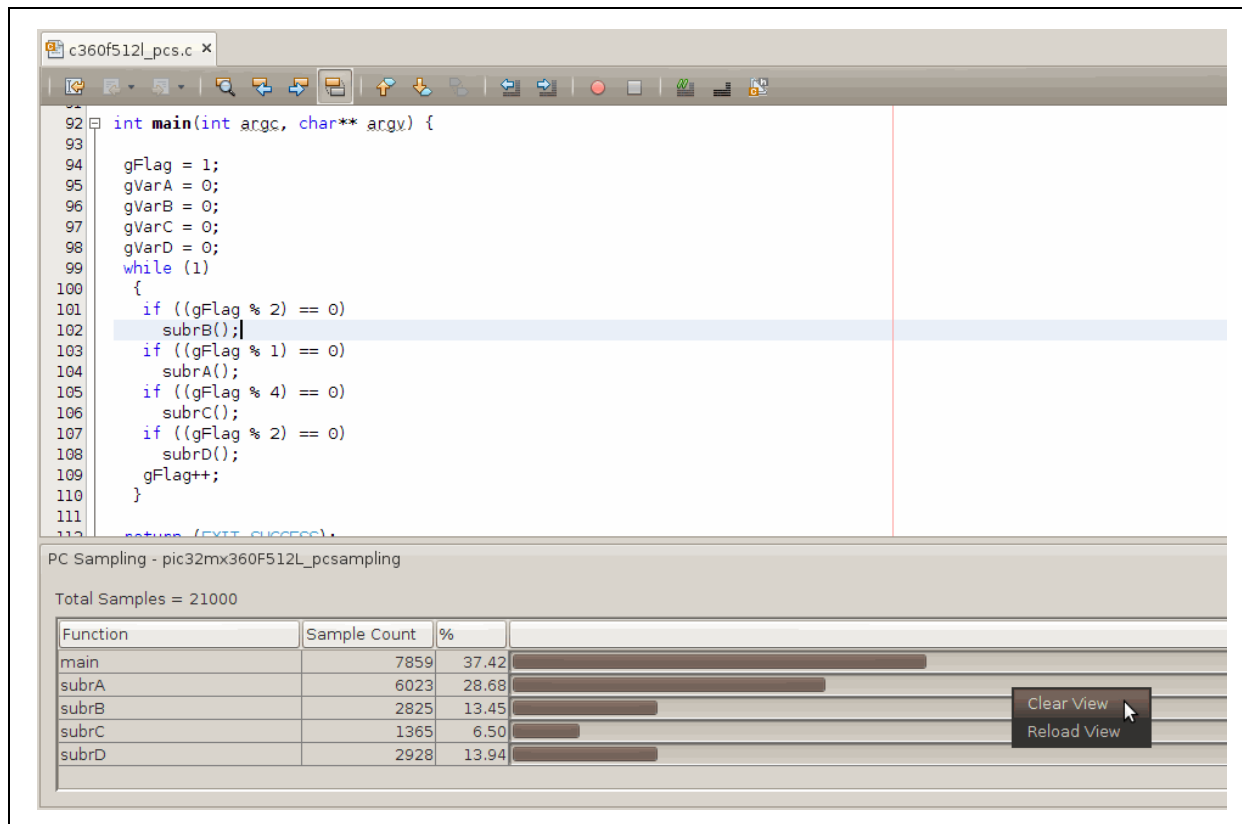 c360f512l_pcs.c ×
92 int main(int argc, char** argv) {
93
94 gFlag = 1;
95 gVarA = 0;
96 gVarB = 0;
97 gVarC = 0;
98 gVarD = 0;
99 while (1)
100 {
101 if ((gFlag % 2) == 0)
102 subrB();
103 if ((gFlag % 1) == 0)
104 subrA();
105 if ((gFlag % 4) == 0)
106 subrC();
107 if ((gFlag % 2) == 0)
108 subrD();
109 gFlag++;
110 }
111
112 return (EXIT_SUCCESS);
PC Sampling - pic32mx360F512L_pcsampling
Total Samples = 21000
Function Sample Count %
main 7859 37.42
subrA 6023 28.68
subrB 2825 13.45
subrC 1365 6.50
subrD 2928 13.94
Clear View
Reload View